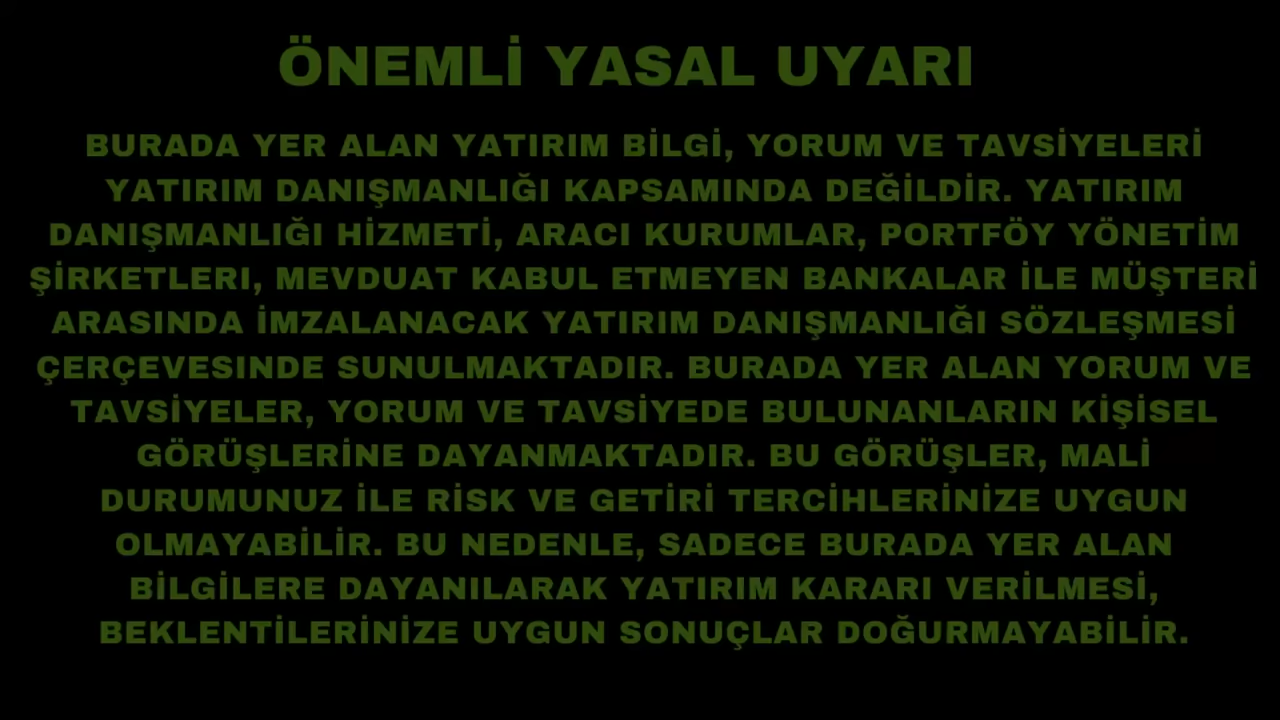 ÖNEMLİ YASAL UYARI
BURADA YER ALAN YATIRIM BİLGİ, YORUM VE TAVSİYELERİ
YATIRIM DANIŞMANLIĞI KAPSAMINDA DEĞİLDİR. YATIRIM
DANIŞMANLIĞI HİZMETİ, ARACI KURUMLAR, PORTFÖY YÖNETİM
ŞİRKETLERI, MEVDUAT KABUL ETMEYEN BANKALAR İLE MÜŞTERİ
ARASINDA İMZALANACAK YATIRIM DANIŞMANLIĞI SÖZLEŞMESİ
ÇERÇEVESINDE SUNULMAKTADIR. BURADA YER ALAN YORUM VE
TAVSİYELER, YORUM VE TAVSİYEDE BULUNANLARIN KİŞİSEL
GÖRÜŞLERİNE DAYANMAKTADIR. BU GÖRÜŞLER, MALİ
DURUMUNUZ İLE RİSK VE GETİRİ TERCİHLERİNİZE UYGUN
OLMAYABİLİR. BU NEDENLE, SADECE BURADA YER ALAN
BİLGİLERE DAYANILARAK YATIRIM KARARI VERİLMESİ,
BEKLENTİLERİNİZE UYGUN SONUÇLAR DOĞURMAYABİLİR.